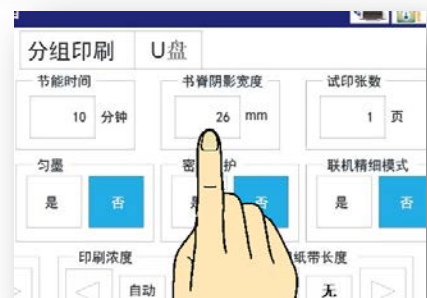 分组印刷 U盘
节能时间 书脊阴影宽度 试印张数
10 分钟 26 mm 1 页
匀墨 密 护 联机精细模式
是 否 否 是 否
印刷浓度 纸带长度
自动 无